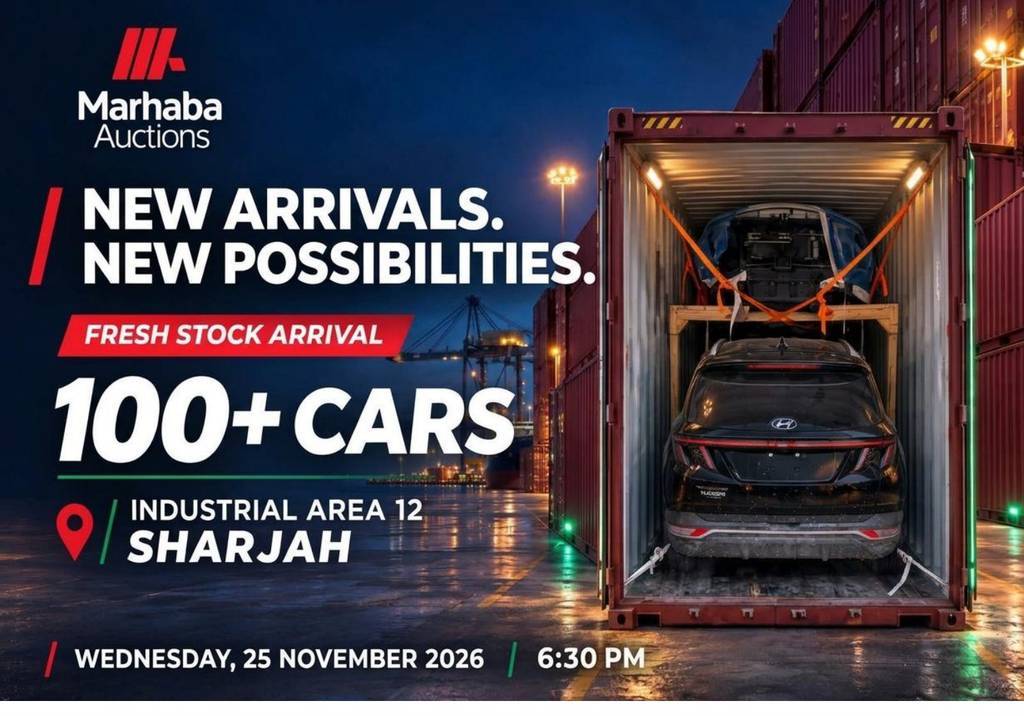 Marhaba
Auctions
NEW ARRIVALS.
NEW POSSIBILITIES.
FRESH STOCK ARRIVAL
100+ CARS
INDUSTRIAL AREA 12
SHARJAH
WEDNESDAY, 25 NOVEMBER 2026
6:30 PM